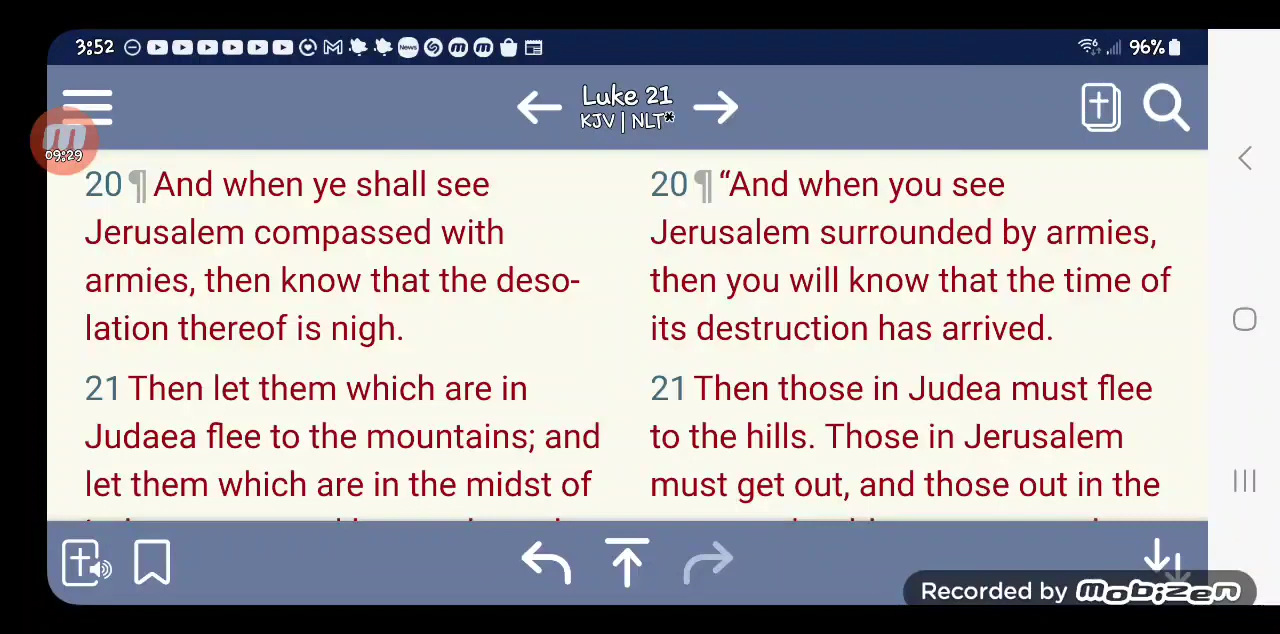 3:52
News
96%
Luke 21
KJV | NLT*
09:29
20 ¶ And when ye shall see
Jerusalem compassed with
armies, then know that the deso-
lation thereof is nigh.
21 Then let them which are in
Judaea flee to the mountains; and
let them which are in the midst of
20 ¶ “And when you see
Jerusalem surrounded by armies,
then you will know that the time of
its destruction has arrived.
21 Then those in Judea must flee
to the hills. Those in Jerusalem
must get out, and those out in the
Recorded by mobizen